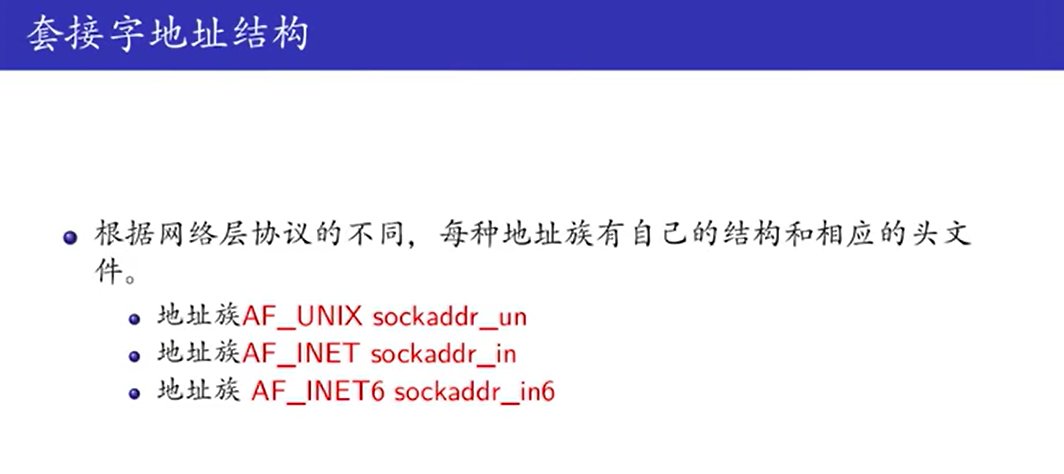 套接字地址结构
根据网络层协议的不同，每种地址族有自己的结构和相应的头文
件。
地址族AF_UNIX sockaddr_un
地址族AF_INET sockaddr_in
地址族 AF_INET6 sockaddr_in6